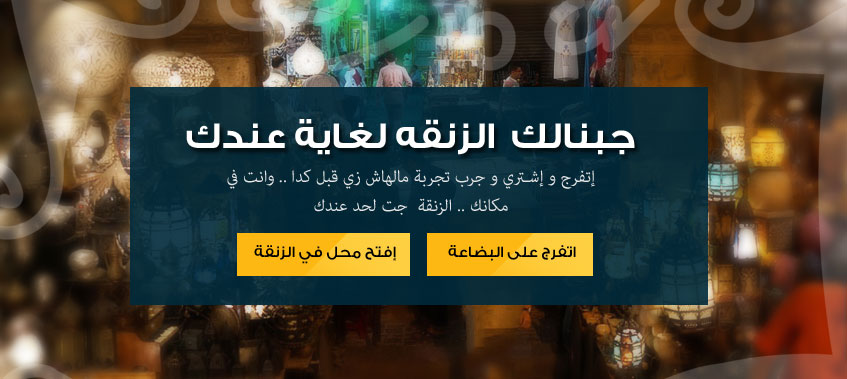 جبنالك الزنقه لغاية عندك
إتفرج و إشتري و جرب تجربة مالهاش زي قبل كدا .. وانت في
مكانك .. الزنقة جت لحد عندك
اتفرج على البضاعة
إفتح محل في الزنقة